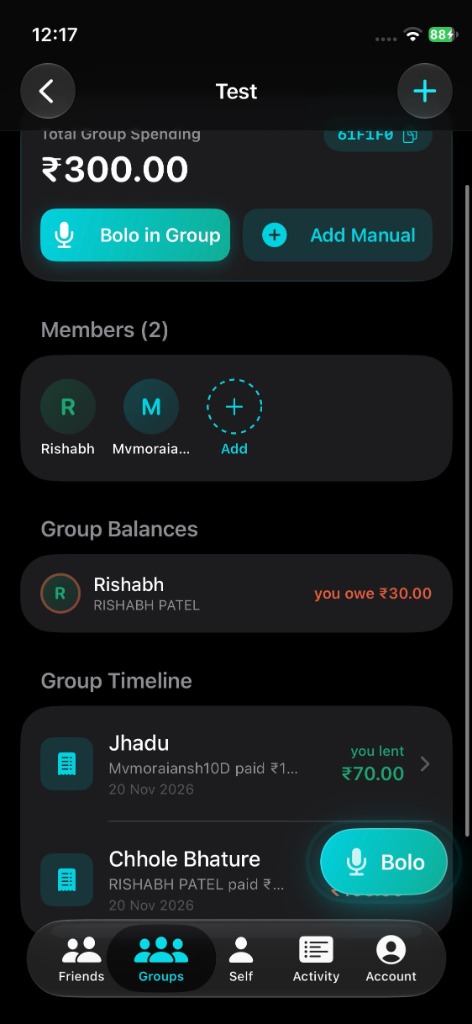 12:17
88
Test
Total Group Spending
61F1F0
₹300.00
Bolo in Group
Add Manual
Members (2)
R
M
Rishabh
Mvmoraia...
Add
Group Balances
R
Rishabh
RISHABH PATEL
you owe ₹30.00
Group Timeline
Jhadu
Mvmoraiansh10D paid ₹1...
20 Nov 2026
you lent
₹70.00
Chhole Bhature
RISHABH PATEL paid ₹...
20 Nov 2026
Bolo
Friends
Groups
Self
Activity
Account